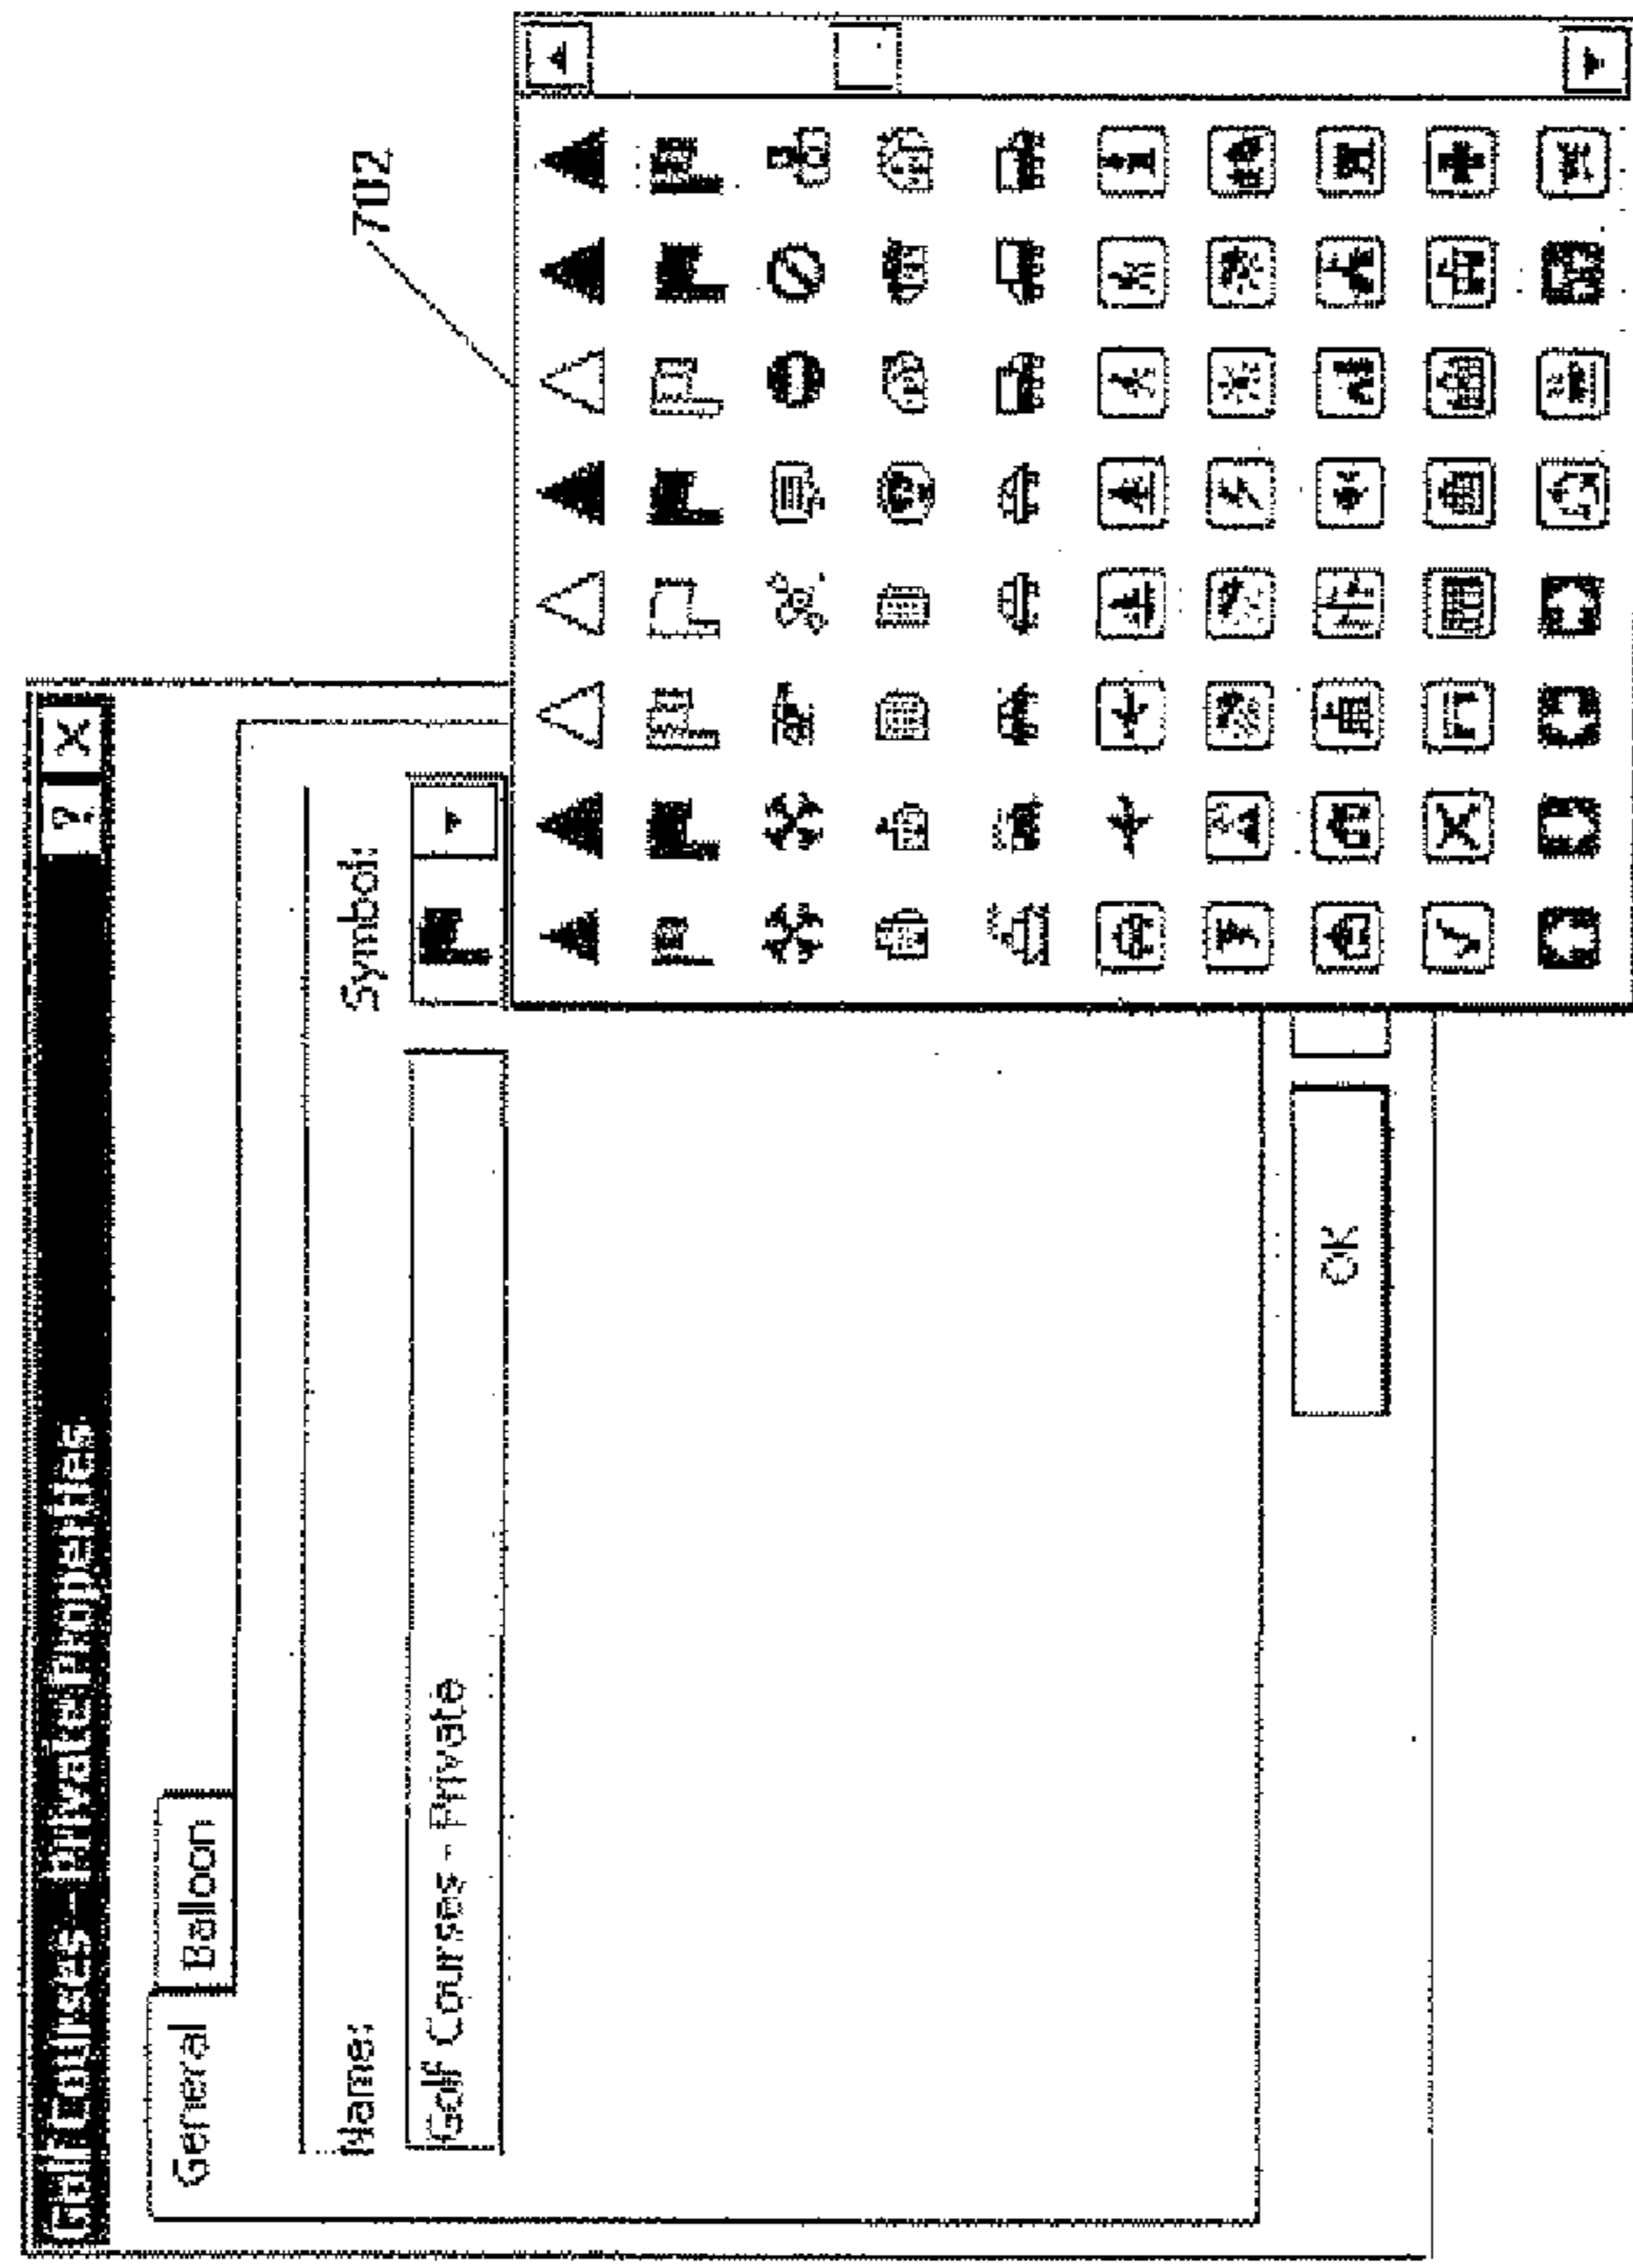 Golf Courses - Private Properties
? X
General Balloon
Name:
Symbol:
Golf Courses - Private
OK
702